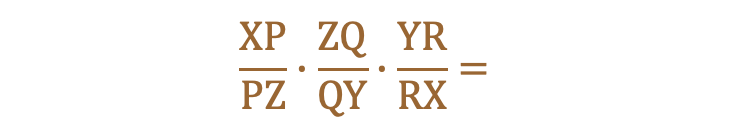 XP/PZ · ZQ/QY · YR/RX =